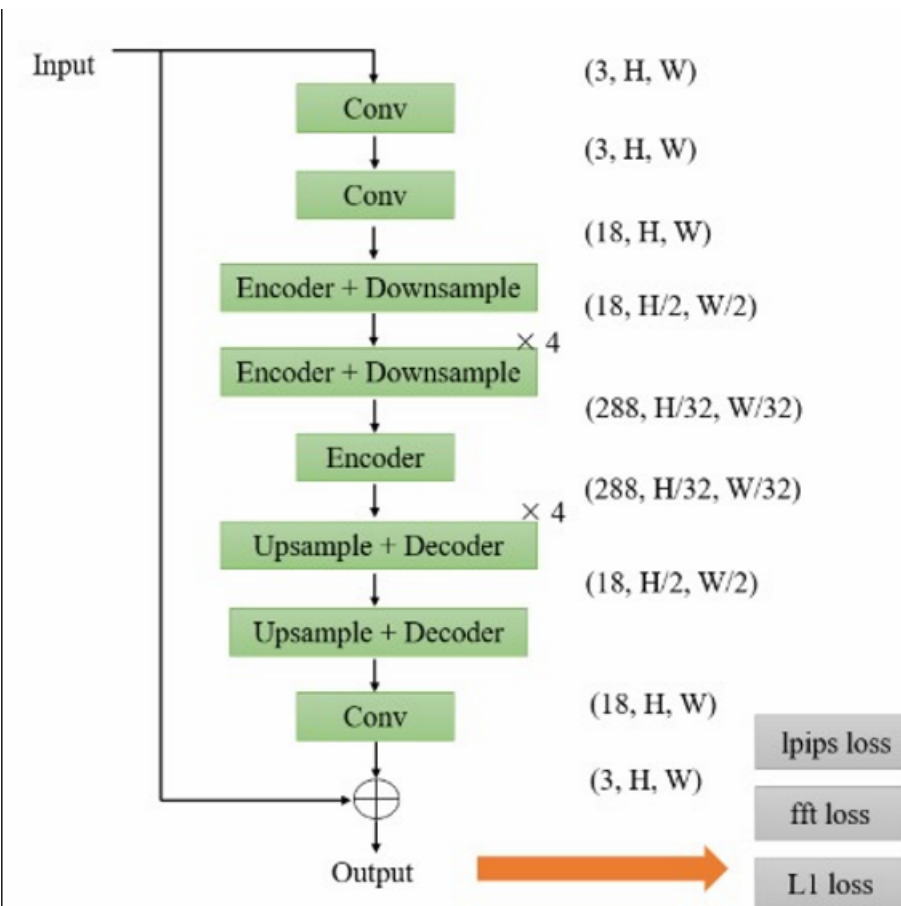 Input
(3, H, W)
Conv
(3, H, W)
Conv
(18, H, W)
Encoder + Downsample
(18, H/2, W/2)
× 4
Encoder + Downsample
(288, H/32, W/32)
Encoder
(288, H/32, W/32)
× 4
Upsample + Decoder
(18, H/2, W/2)
Upsample + Decoder
(18, H, W)
Conv
lpips loss
(3, H, W)
fft loss
Output
L1 loss